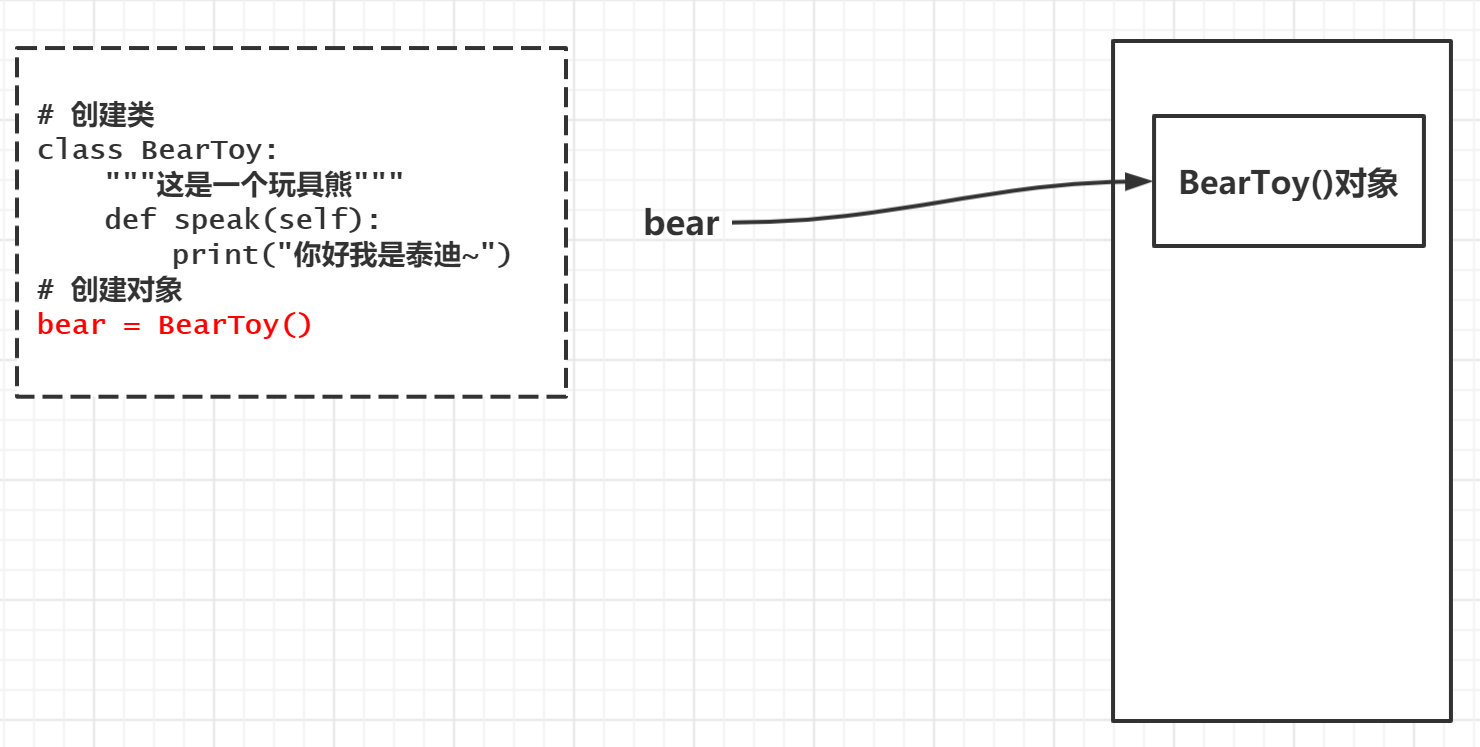 # 创建类
class BearToy:
    """这是一个玩具熊"""
    def speak(self):
        print("你好我是泰迪~")
# 创建对象
bear = BearToy()
bear
BearToy()对象